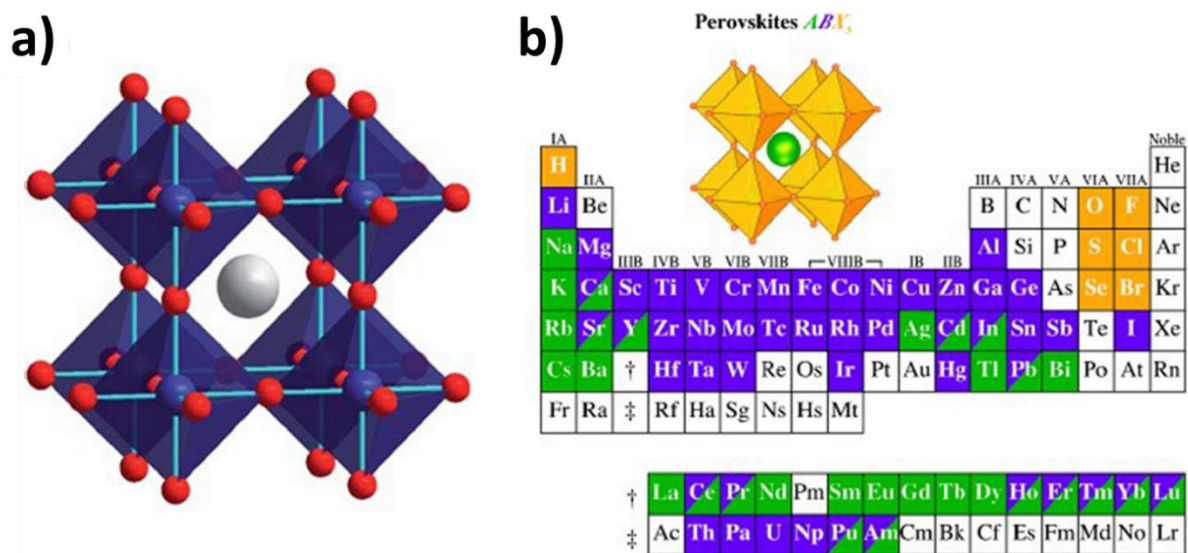 a)
b)
Perovskites ABX3
IA
Noble
H
He
IIA
IIIA IVA VA VIA VIIA
Li Be
B C N O F Ne
Na Mg
Al Si P S Cl Ar
IIIB IVB VB VIB VIIB VIIIB IB IIB
K Ca Sc Ti V Cr Mn Fe Co Ni Cu Zn Ga Ge As Se Br Kr
Rb Sr Y Zr Nb Mo Tc Ru Rh Pd Ag Cd In Sn Sb Te I Xe
Cs Ba † Hf Ta W Re Os Ir Pt Au Hg Tl Pb Bi Po At Rn
Fr Ra ‡ Rf Ha Sg Ns Hs Mt
† La Ce Pr Nd Pm Sm Eu Gd Tb Dy Ho Er Tm Yb Lu
‡ Ac Th Pa U Np Pu Am Cm Bk Cf Es Fm Md No Lr